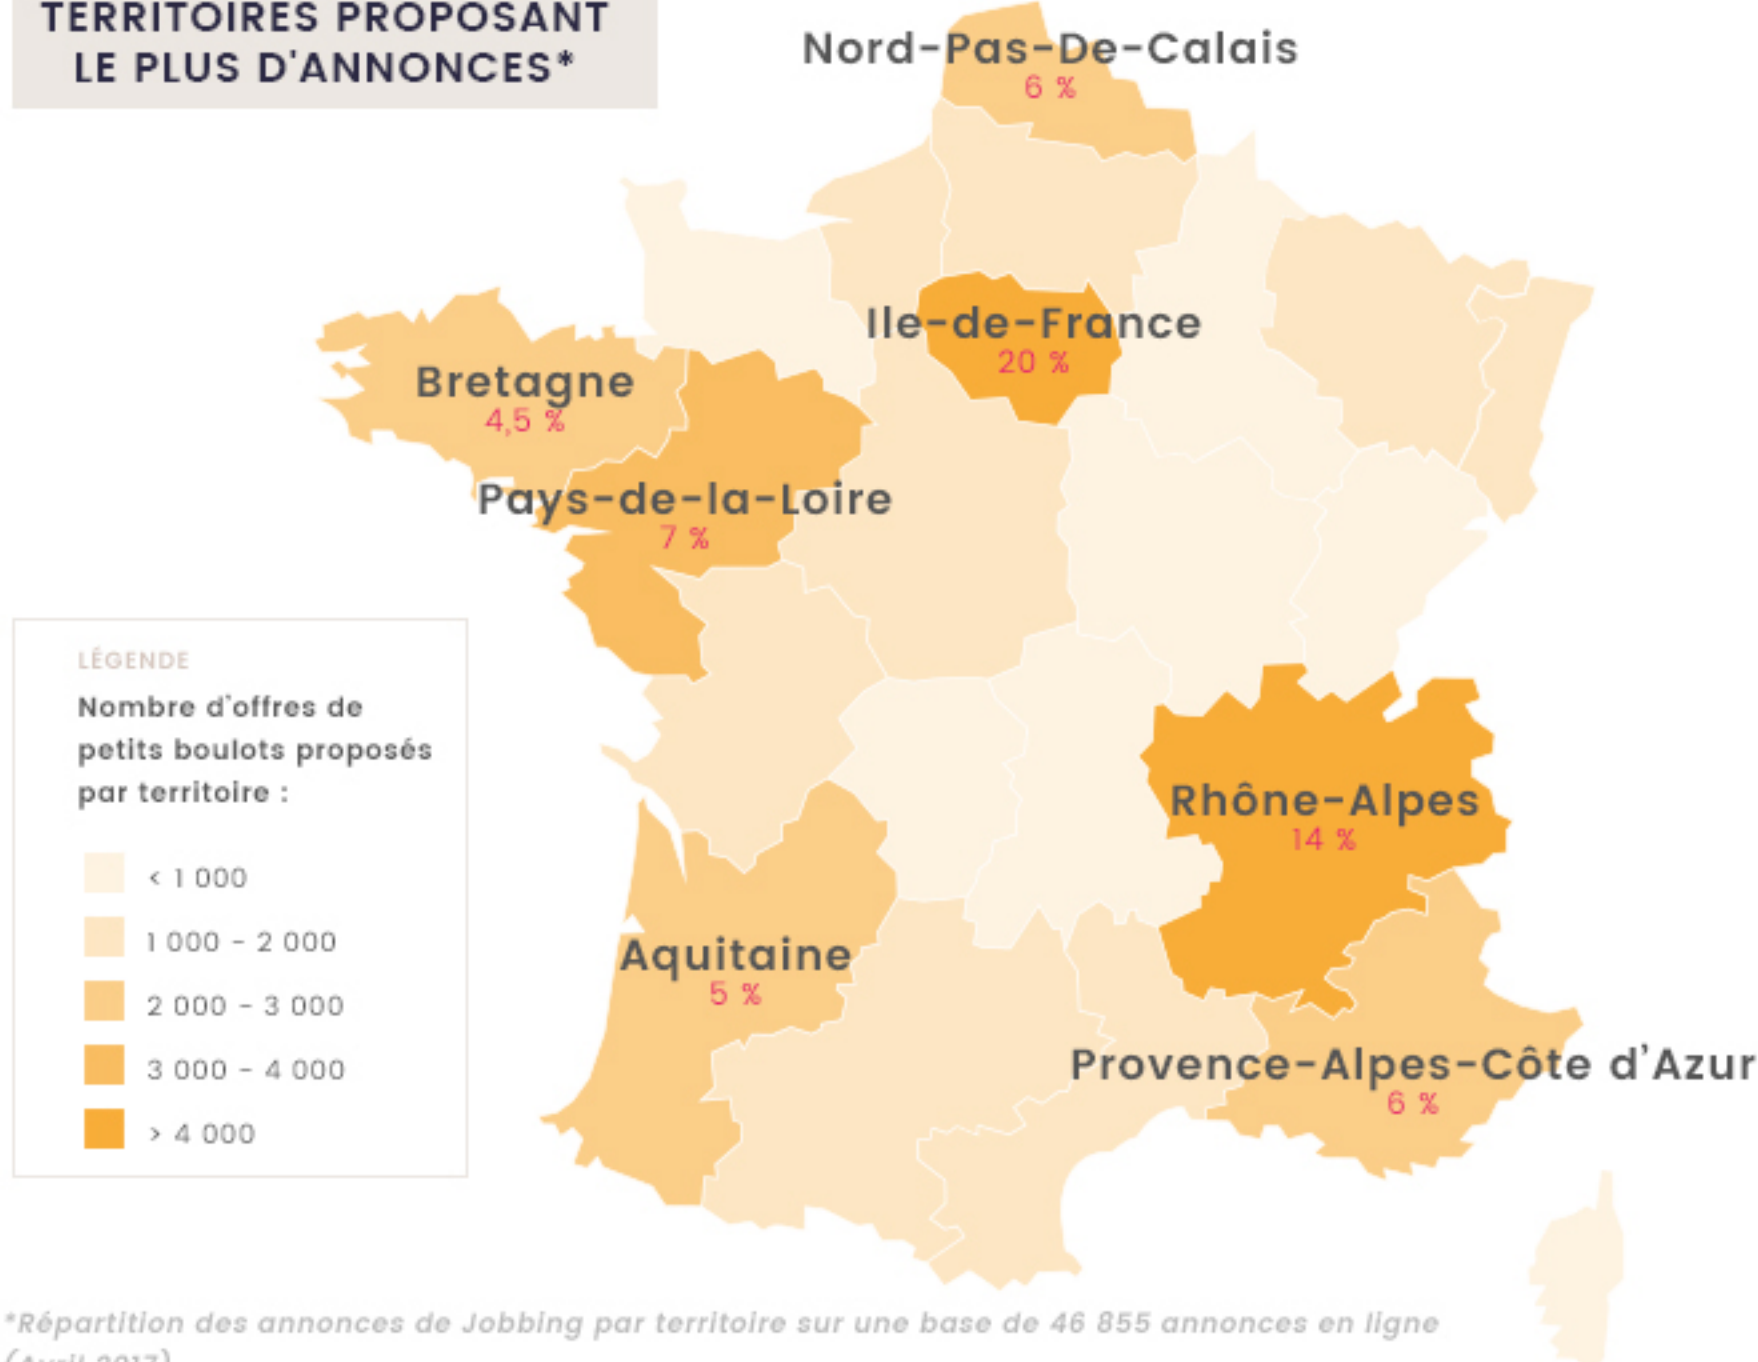 TERRITOIRES PROPOSANT
LE PLUS D'ANNONCES*
Nord-Pas-De-Calais
6 %
Ile-de-France
20 %
Bretagne
4,5 %
Pays-de-la-Loire
7 %
LÉGENDE
Nombre d'offres de
petits boulots proposés
par territoire :
< 1 000
1 000 - 2 000
2 000 - 3 000
3 000 - 4 000
> 4 000
Rhône-Alpes
14 %
Aquitaine
5 %
Provence-Alpes-Côte d'Azur
6 %
*Répartition des annonces de Jobbing par territoire sur une base de 46 855 annonces en ligne
(Avril 2017)